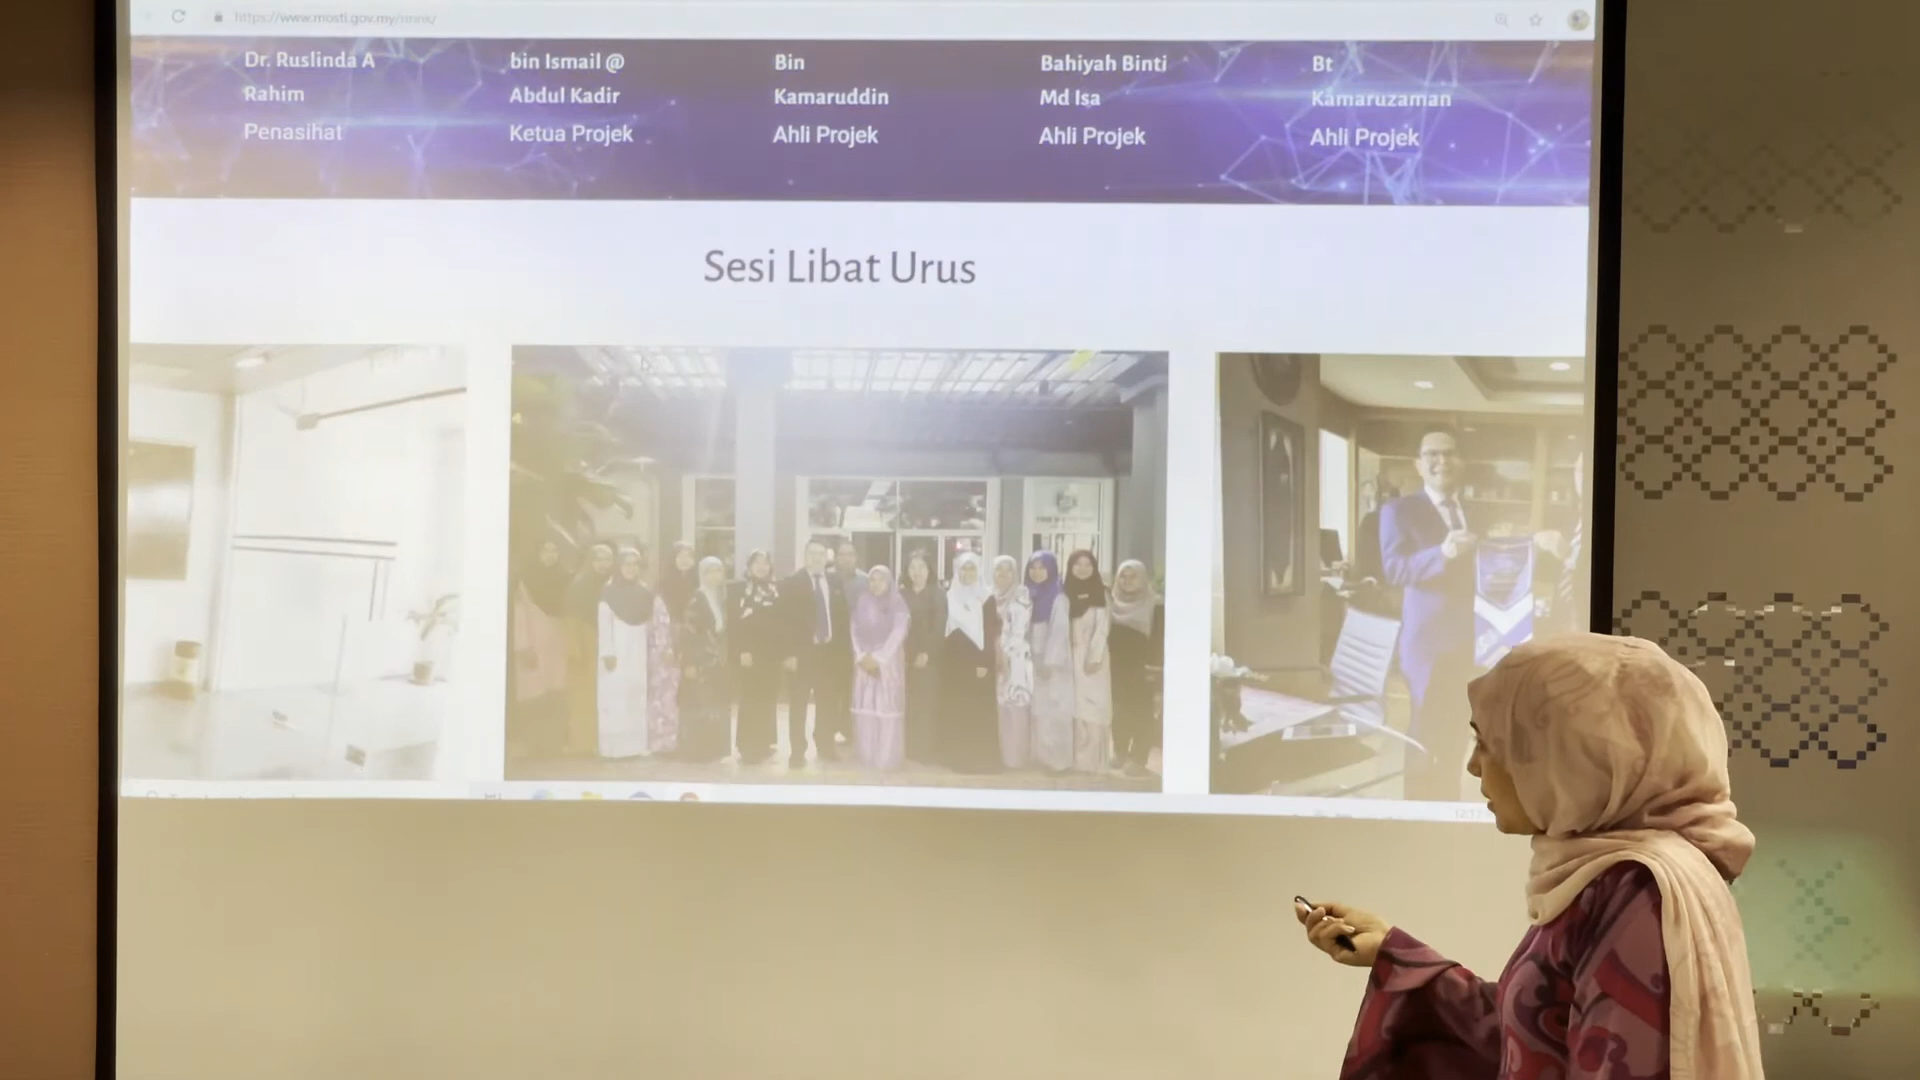 https://www.mosti.gov.my/nnnk/
Dr. Ruslinda A
Rahim
Penasihat
bin Ismail @
Abdul Kadir
Ketua Projek
Bin
Kamaruddin
Ahli Projek
Bahiyah Binti
Md Isa
Ahli Projek
Bt
Kamaruzaman
Ahli Projek
Sesi Libat Urus